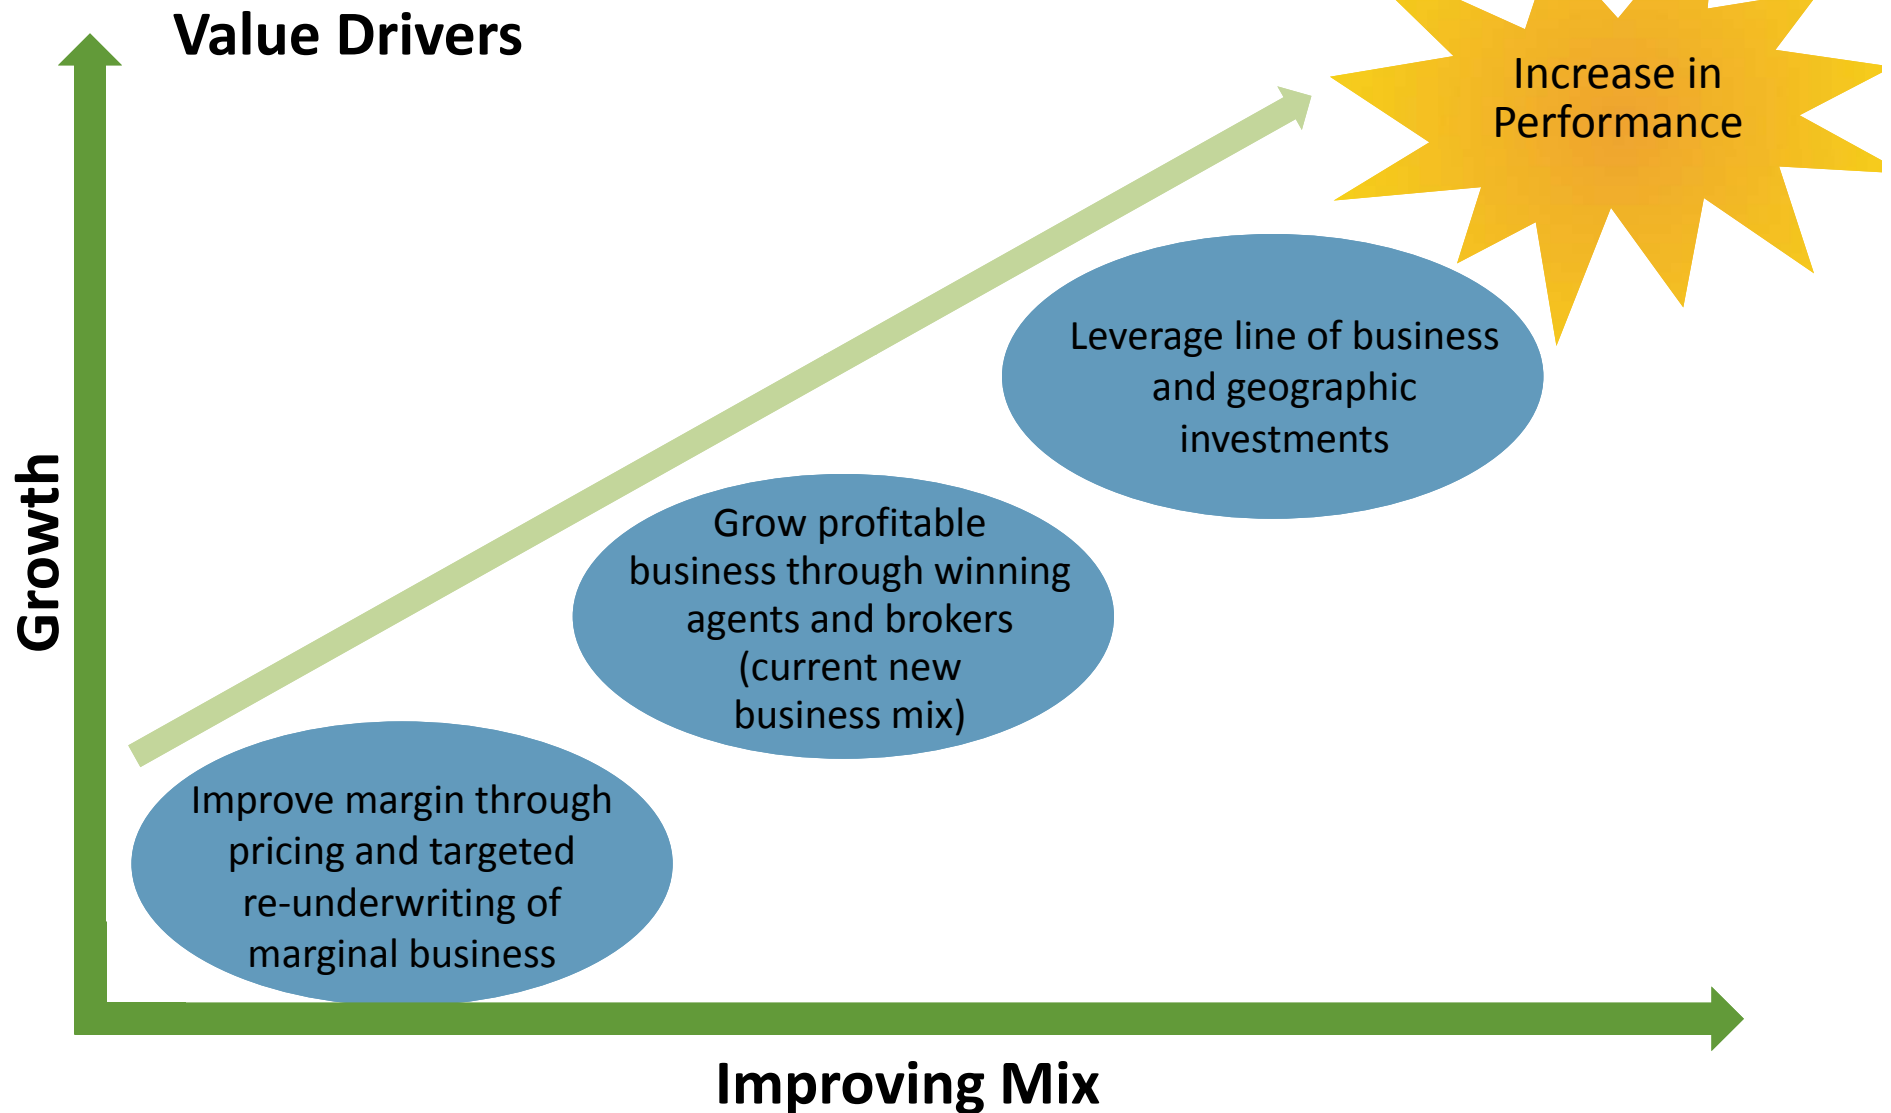 Value Drivers
Increase in
Performance
Leverage line of business
and geographic
investments
Grow profitable
business through winning
agents and brokers
(current new
business mix)
Improve margin through
pricing and targeted
re-underwriting of
marginal business
Growth
Improving Mix